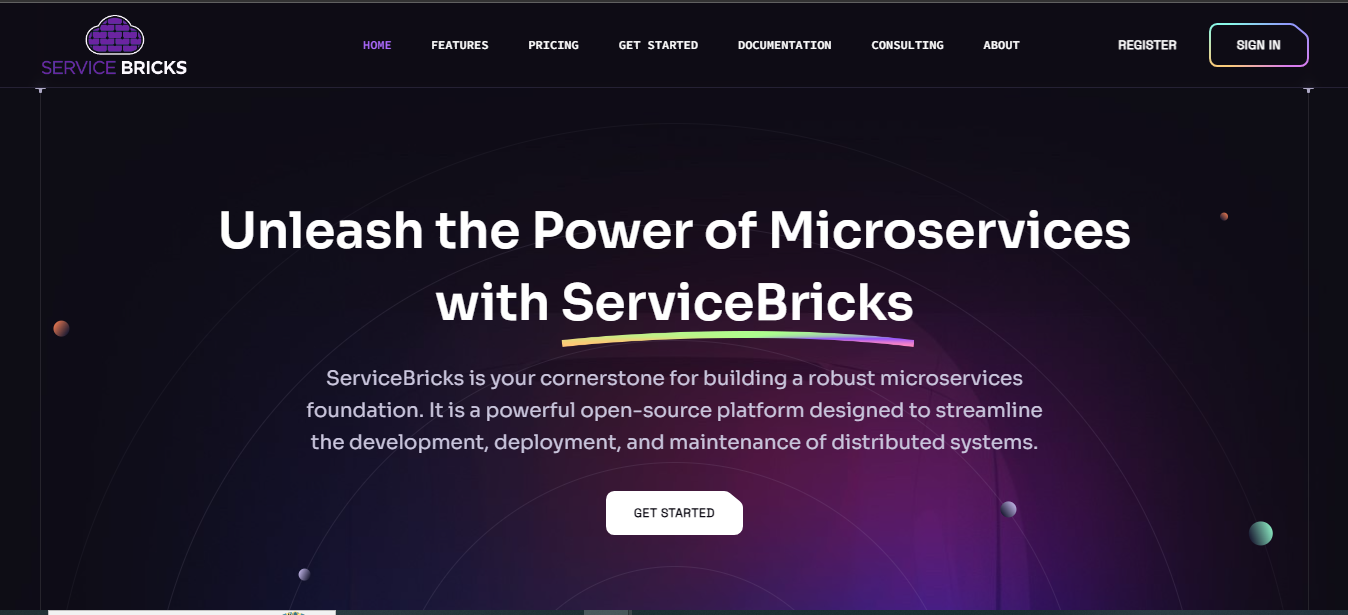 SERVICE BRICKS
HOME FEATURES PRICING GET STARTED DOCUMENTATION CONSULTING ABOUT REGISTER SIGN IN
Unleash the Power of Microservices
with ServiceBricks
ServiceBricks is your cornerstone for building a robust microservices
foundation. It is a powerful open-source platform designed to streamline
the development, deployment, and maintenance of distributed systems.
GET STARTED